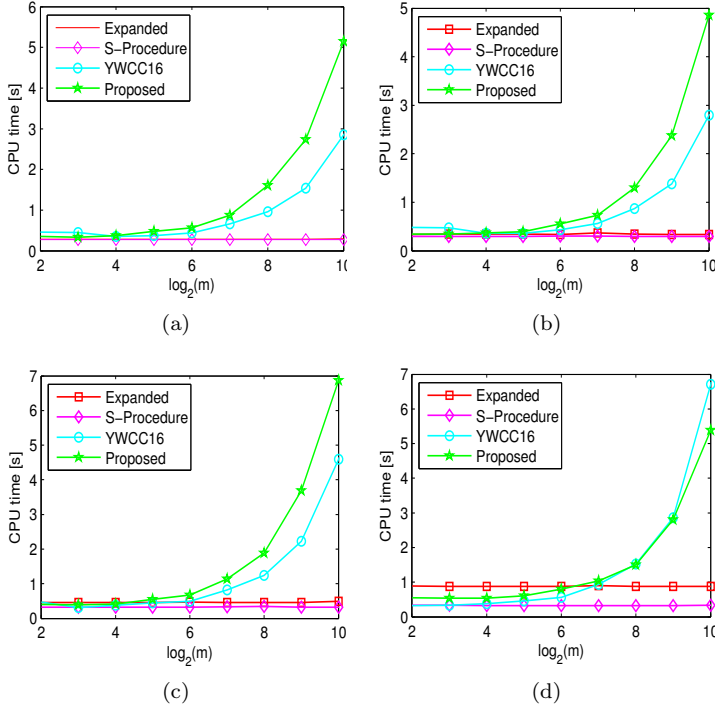 6
5
4
3
2
1
0
CPU time [s]
Expanded
S-Procedure
YWCC16
Proposed
2 4 6 8 10
log2(m)
(a)
5
4
3
2
1
0
CPU time [s]
Expanded
S-Procedure
YWCC16
Proposed
2 4 6 8 10
log2(m)
(b)
7
6
5
4
3
2
1
0
CPU time [s]
Expanded
S-Procedure
YWCC16
Proposed
2 4 6 8 10
log2(m)
(c)
7
6
5
4
3
2
1
0
CPU time [s]
Expanded
S-Procedure
YWCC16
Proposed
2 4 6 8 10
log2(m)
(d)